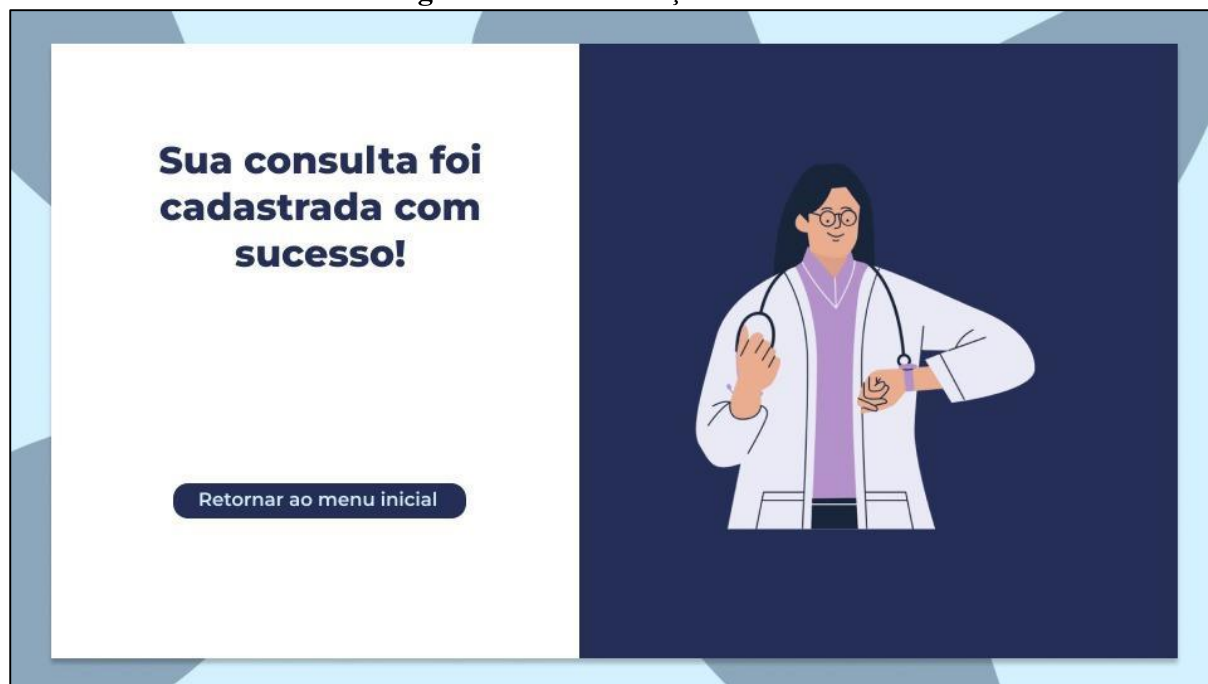 Sua consulta foi
cadastrada com
sucesso!
Retornar ao menu inicial